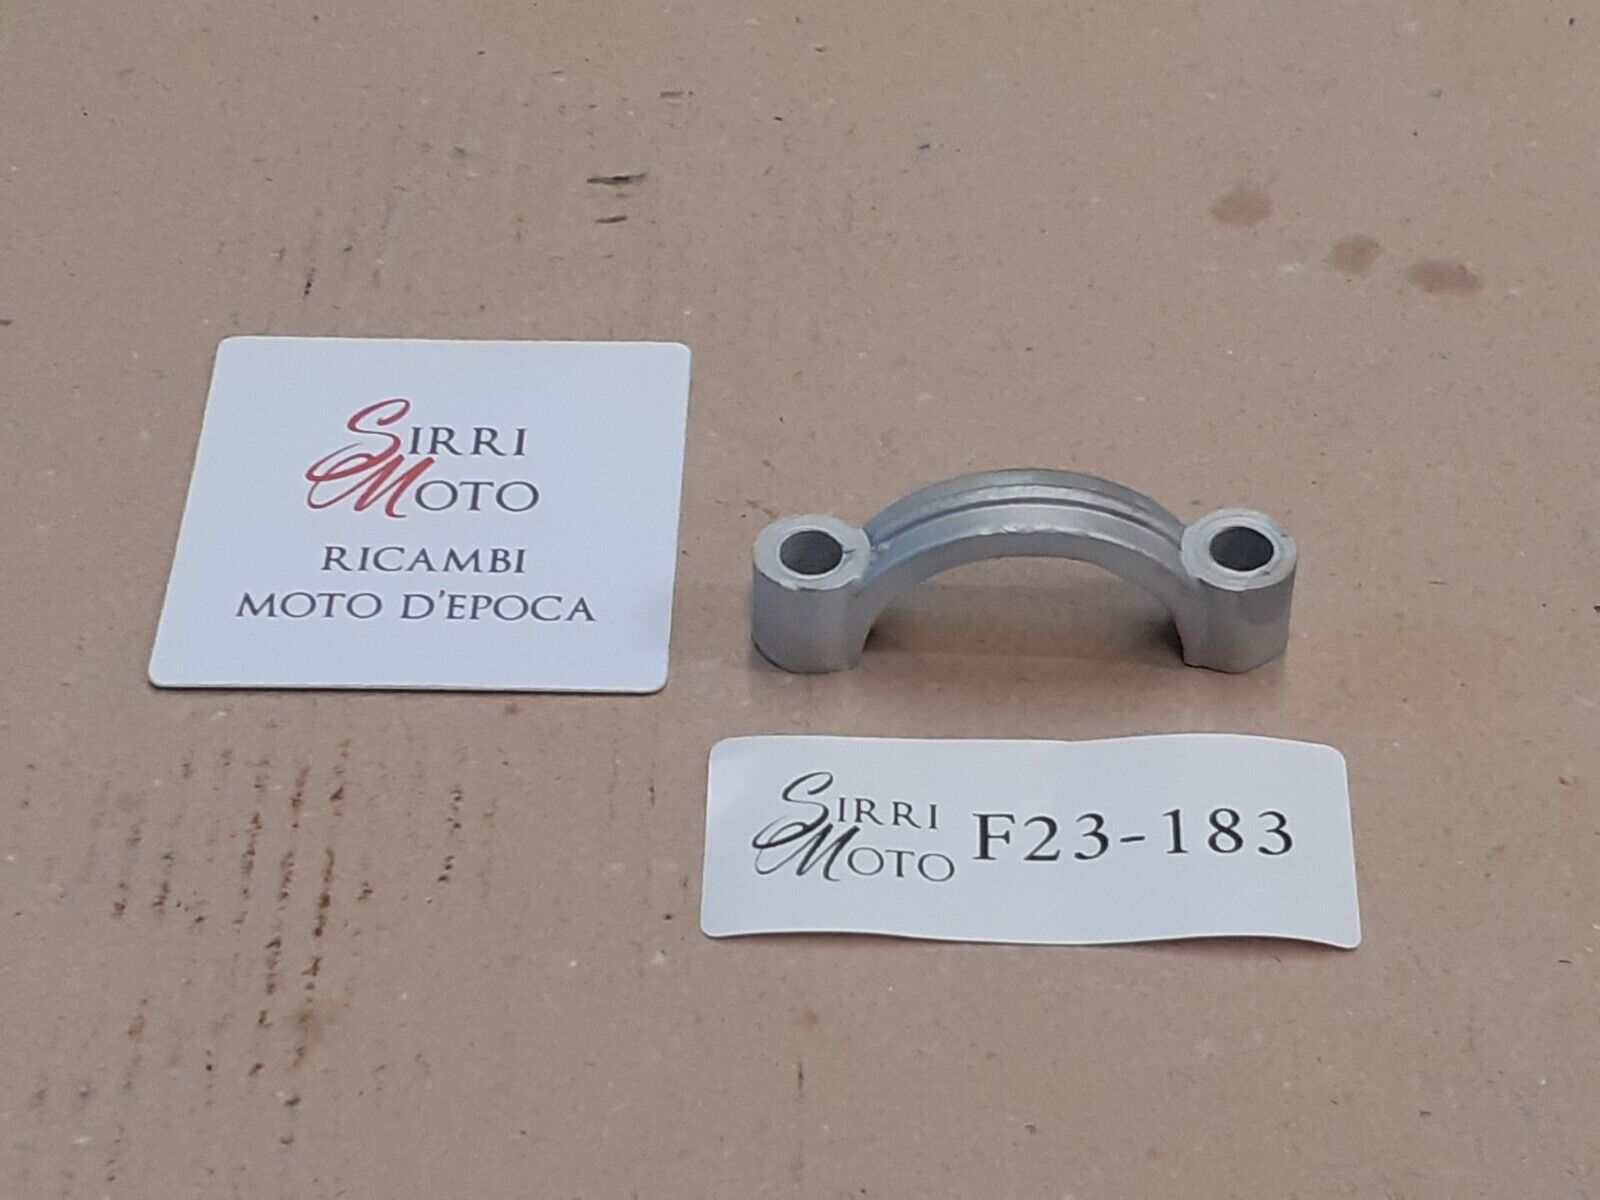 SIRRI
MOTO
RICAMBI
MOTO D'EPOCA
SIRRI
MOTO
F23-183